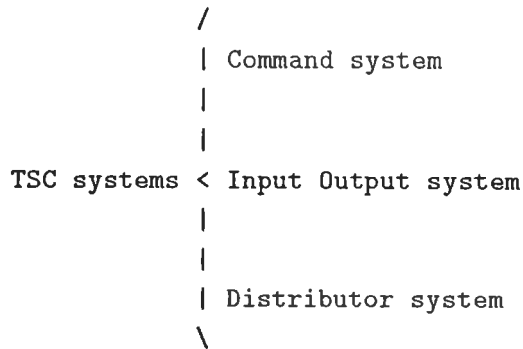 /
| Command system
|
|
TSC systems < Input Output system
|
|
| Distributor system
\